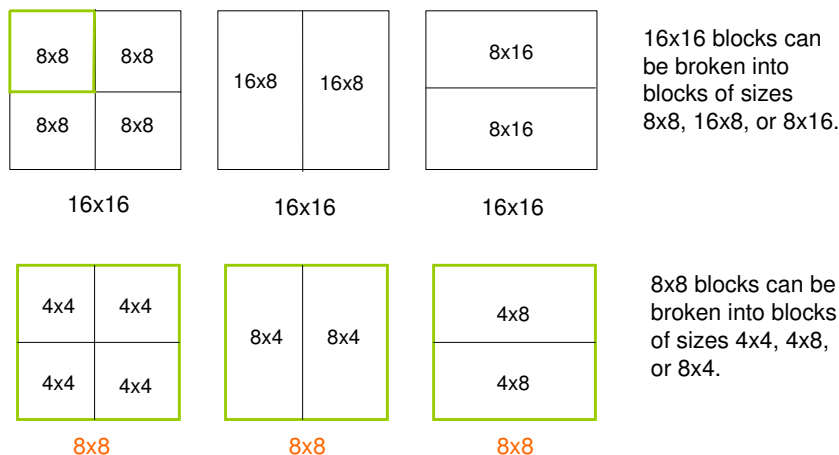 8x8 8x8
8x8 8x8
16x16
16x8 16x8
16x16
8x16
8x16
16x16
16x16 blocks can
be broken into
blocks of sizes
8x8, 16x8, or 8x16.
4x4 4x4
4x4 4x4
8x8
8x4 8x4
8x8
4x8
4x8
8x8
8x8 blocks can be
broken into blocks
of sizes 4x4, 4x8,
or 8x4.